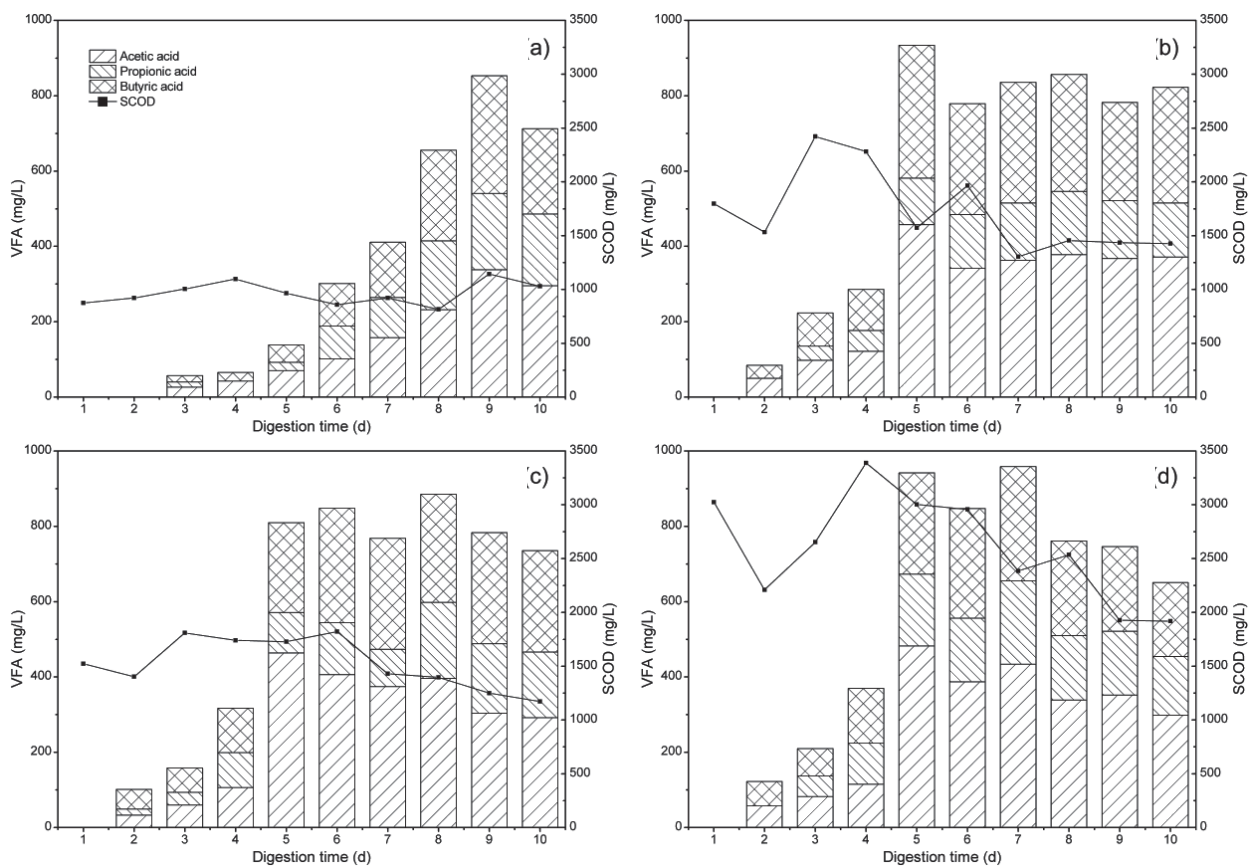 (a)
Acetic acid
Propionic acid
Butyric acid
SCOD
1000
800
600
400
200
0
VFA (mg/L)
3500
3000
2500
2000
1500
1000
500
0
SCOD (mg/L)
1 2 3 4 5 6 7 8 9 10
Digestion time (d)
(b)
1000
800
600
400
200
0
VFA (mg/L)
3500
3000
2500
2000
1500
1000
500
0
SCOD (mg/L)
1 2 3 4 5 6 7 8 9 10
Digestion time (d)
(c)
1000
800
600
400
200
0
VFA (mg/L)
3500
3000
2500
2000
1500
1000
500
0
SCOD (mg/L)
1 2 3 4 5 6 7 8 9 10
Digestion time (d)
(d)
1000
800
600
400
200
0
VFA (mg/L)
3500
3000
2500
2000
1500
1000
500
0
SCOD (mg/L)
1 2 3 4 5 6 7 8 9 10
Digestion time (d)